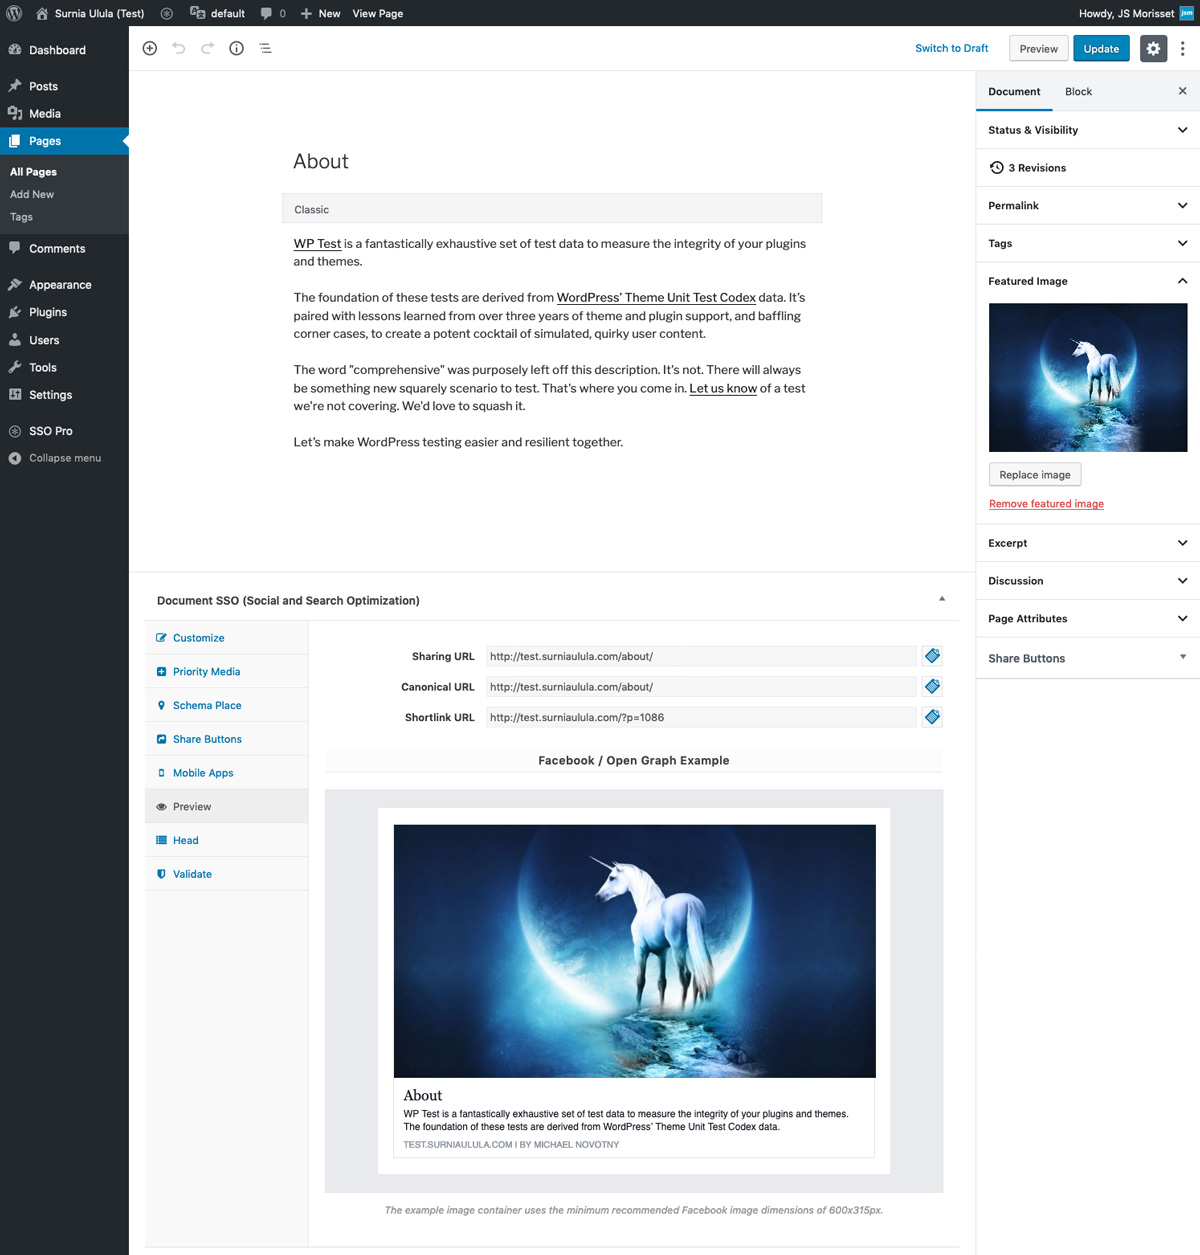 Surnia Ulula (Test) default 0 New View Page Howdy, JS Morisset jsm
Dashboard
Posts
Media
Pages
All Pages
Add New
Tags
Comments
Appearance
Plugins
Users
Tools
Settings
SSO Pro
Collapse menu
Switch to Draft Preview Update
About
Classic
WP Test is a fantastically exhaustive set of test data to measure the integrity of your plugins
and themes.
The foundation of these tests are derived from WordPress’ Theme Unit Test Codex data. It’s
paired with lessons learned from over three years of theme and plugin support, and baffling
corner cases, to create a potent cocktail of simulated, quirky user content.
The word "comprehensive" was purposely left off this description. It’s not. There will always
be something new squarely scenario to test. That’s where you come in. Let us know of a test
we’re not covering. We’d love to squash it.
Let’s make WordPress testing easier and resilient together.
Document Block
Status & Visibility
3 Revisions
Permalink
Tags
Featured Image
Replace image
Remove featured image
Excerpt
Discussion
Page Attributes
Share Buttons
Document SSO (Social and Search Optimization)
Customize
Priority Media
Schema Place
Share Buttons
Mobile Apps
Preview
Head
Validate
Sharing URL http://test.surniaulula.com/about/
Canonical URL http://test.surniaulula.com/about/
Shortlink URL http://test.surniaulula.com/?p=1086
Facebook / Open Graph Example
About
WP Test is a fantastically exhaustive set of test data to measure the integrity of your plugins and themes.
The foundation of these tests are derived from WordPress’ Theme Unit Test Codex data.
TEST.SURNIAULULA.COM | BY MICHAEL NOVOTNY
The example image container uses the minimum recommended Facebook image dimensions of 600x315px.